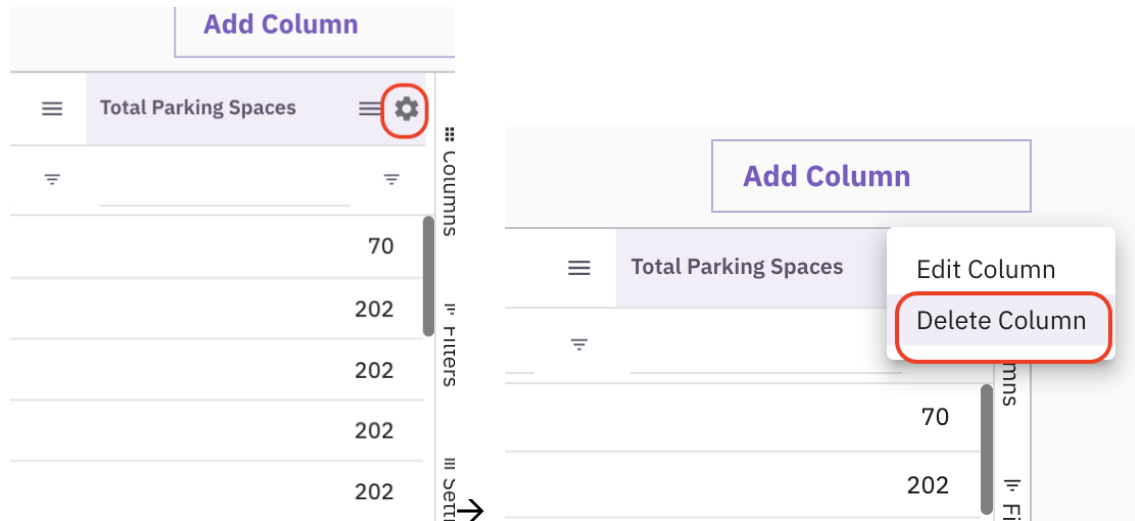 Add Column
Total Parking Spaces
Columns
70
202
Filters
202
202
202
Add Column
Total Parking Spaces
Edit Column
Delete Column
70
202